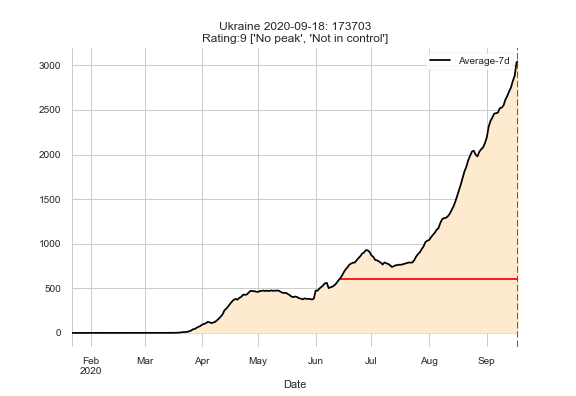 Ukraine 2020-09-18: 173703
Rating:9 ['No peak', 'Not in control']
Average-7d
3000
2500
2000
1500
1000
500
0
Feb Mar Apr May Jun Jul Aug Sep
2020
Date